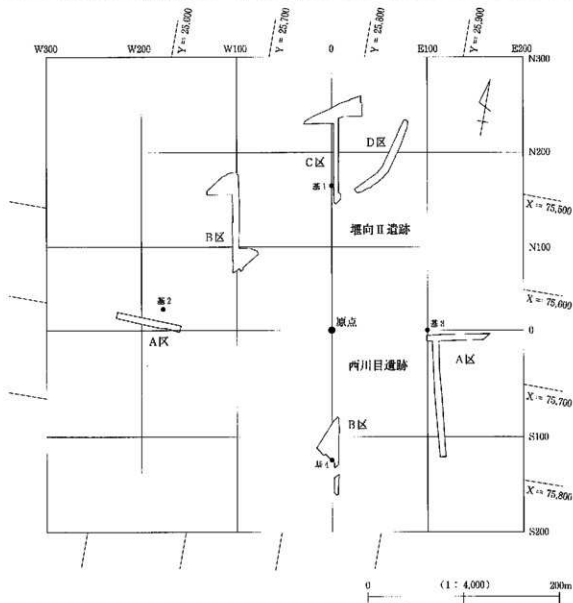 Y = 25,600
Y = 25,700
Y = 25,800
Y = 25,900
W300
W200
W100
0
E100
E200
N300
D区
N200
C区
基1
X = 75,500
堰向Ⅱ遺跡
B区
N100
X = 75,600
基2
原点
基3
0
A区
西川目遺跡
A区
X = 75,700
B区
S100
基4
X = 75,800
S200
0
(1:4,000)
200m